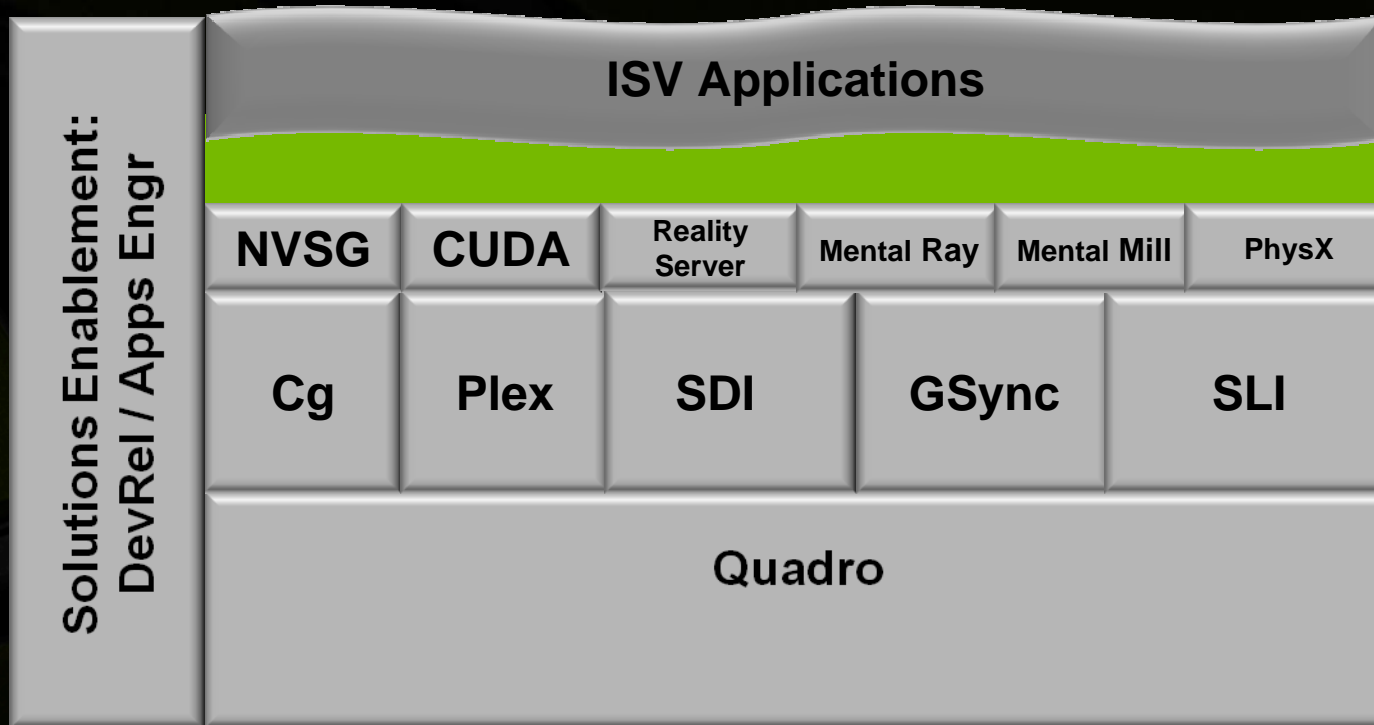 Solutions Enablement:
DevRel / Apps Engr
ISV Applications
NVSG
CUDA
Reality
Server
Mental Ray
Mental Mill
PhysX
Cg
Plex
SDI
GSync
SLI
Quadro